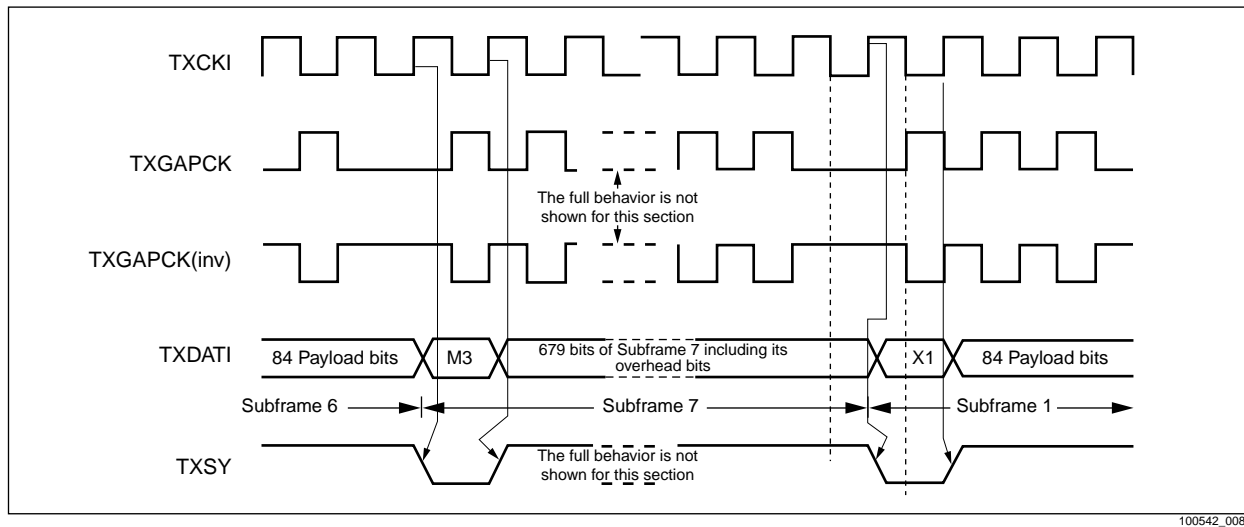 TXCKI
TXGAPCK
The full behavior is not
shown for this section
TXGAPCK(inv)
TXDATI
84 Payload bits
M3
679 bits of Subframe 7 including its
overhead bits
X1
84 Payload bits
Subframe 6
Subframe 7
Subframe 1
TXSY
The full behavior is not
shown for this section
100542_008